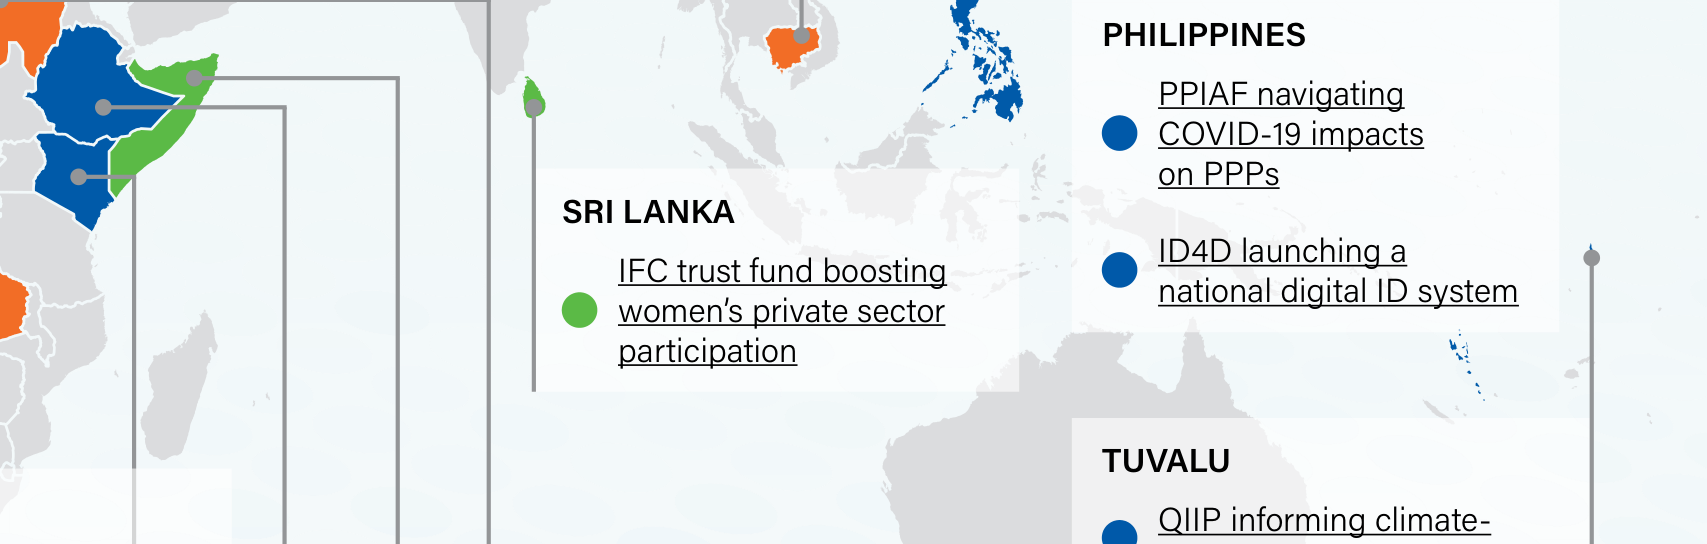 SRI LANKA
IFC trust fund boosting
women's private sector
participation
PHILIPPINES
PPIAF navigating
COVID-19 impacts
on PPPs
ID4D launching a
national digital ID system
TUVALU
QIIP informing climate-